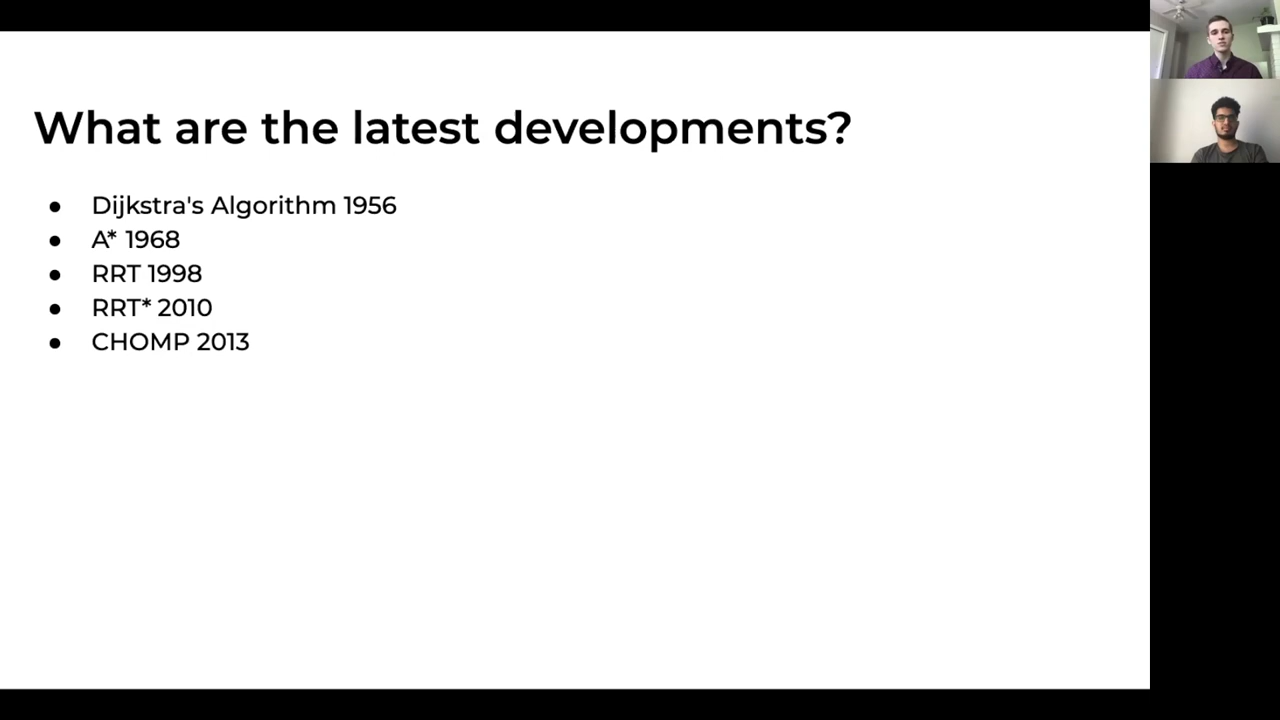 What are the latest developments?
● Dijkstra's Algorithm 1956
● A* 1968
● RRT 1998
● RRT* 2010
● CHOMP 2013